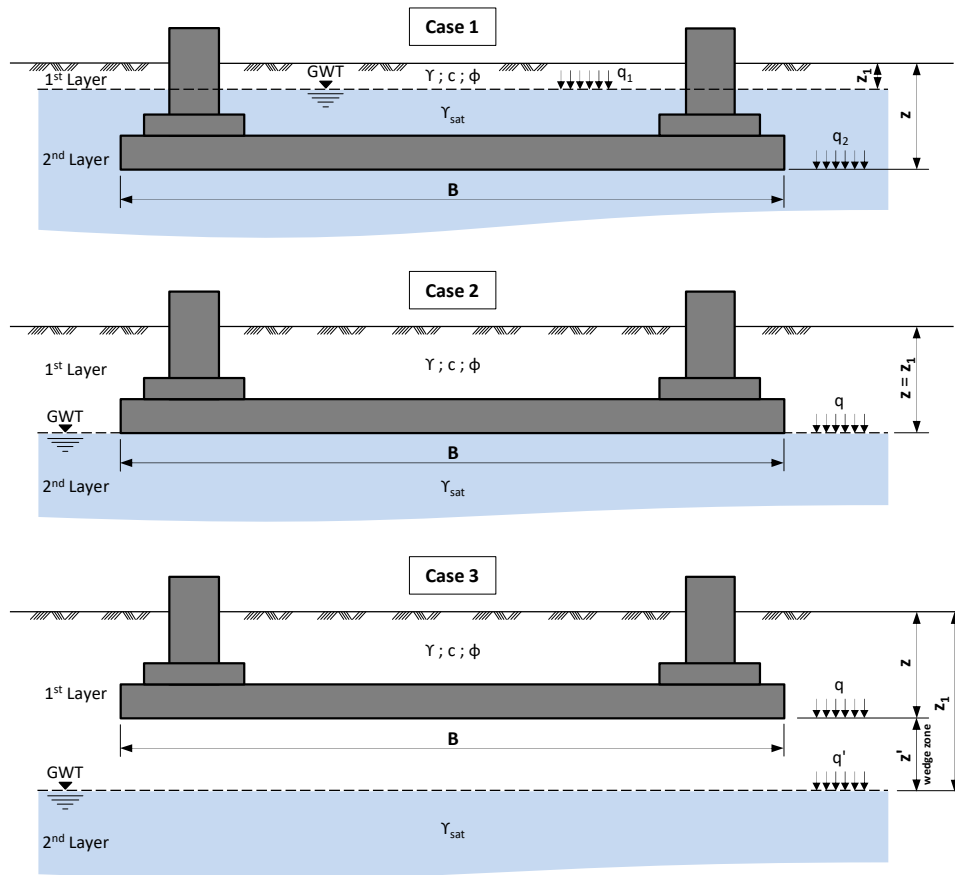 Case 1
1st Layer
GWT
ϒ ; c ; ϕ
q1
z1
z
ϒsat
2nd Layer
q2
B
Case 2
1st Layer
ϒ ; c ; ϕ
z = z1
GWT
q
B
2nd Layer
ϒsat
Case 3
ϒ ; c ; ϕ
z
1st Layer
q
z1
B
z'
wedge zone
GWT
q'
2nd Layer
ϒsat